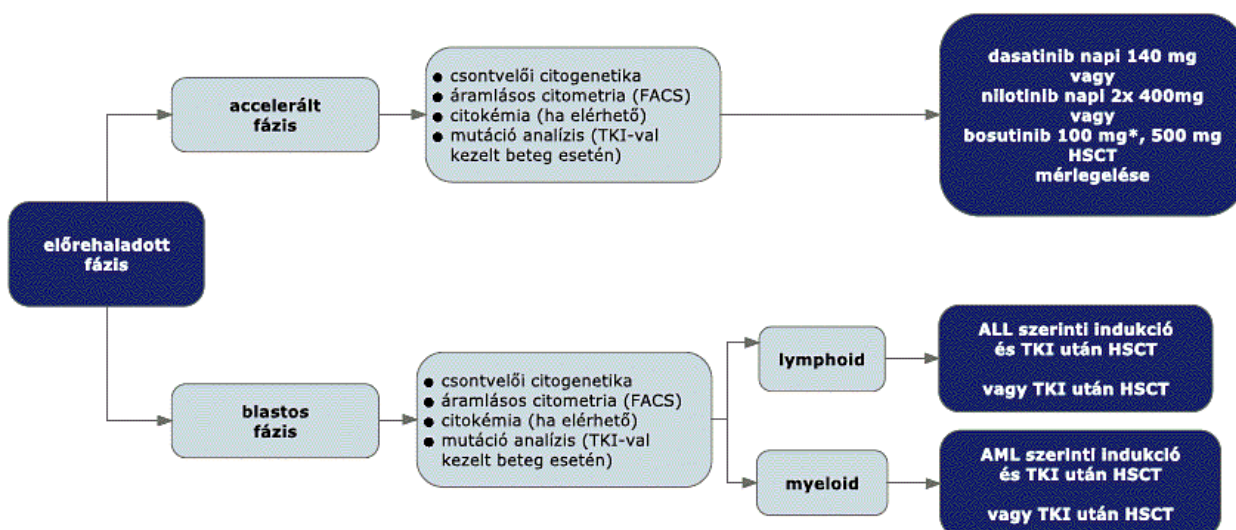 előrehaladott
fázis
accelerált
fázis
● csontvelői citogenetika
● áramlásos citometria (FACS)
● citokémia (ha elérhető)
● mutáció analízis (TKI-val
kezelt beteg esetén)
dasatinib napi 140 mg
vagy
nilotinib napi 2x 400mg
vagy
bosutinib 100 mg*, 500 mg
HSCT
mérlegelése
blastos
fázis
● csontvelői citogenetika
● áramlásos citometria (FACS)
● citokémia (ha elérhető)
● mutáció analízis (TKI-val
kezelt beteg esetén)
lymphoid
ALL szerinti indukció
és TKI után HSCT
vagy TKI után HSCT
myeloid
AML szerinti indukció
és TKI után HSCT
vagy TKI után HSCT